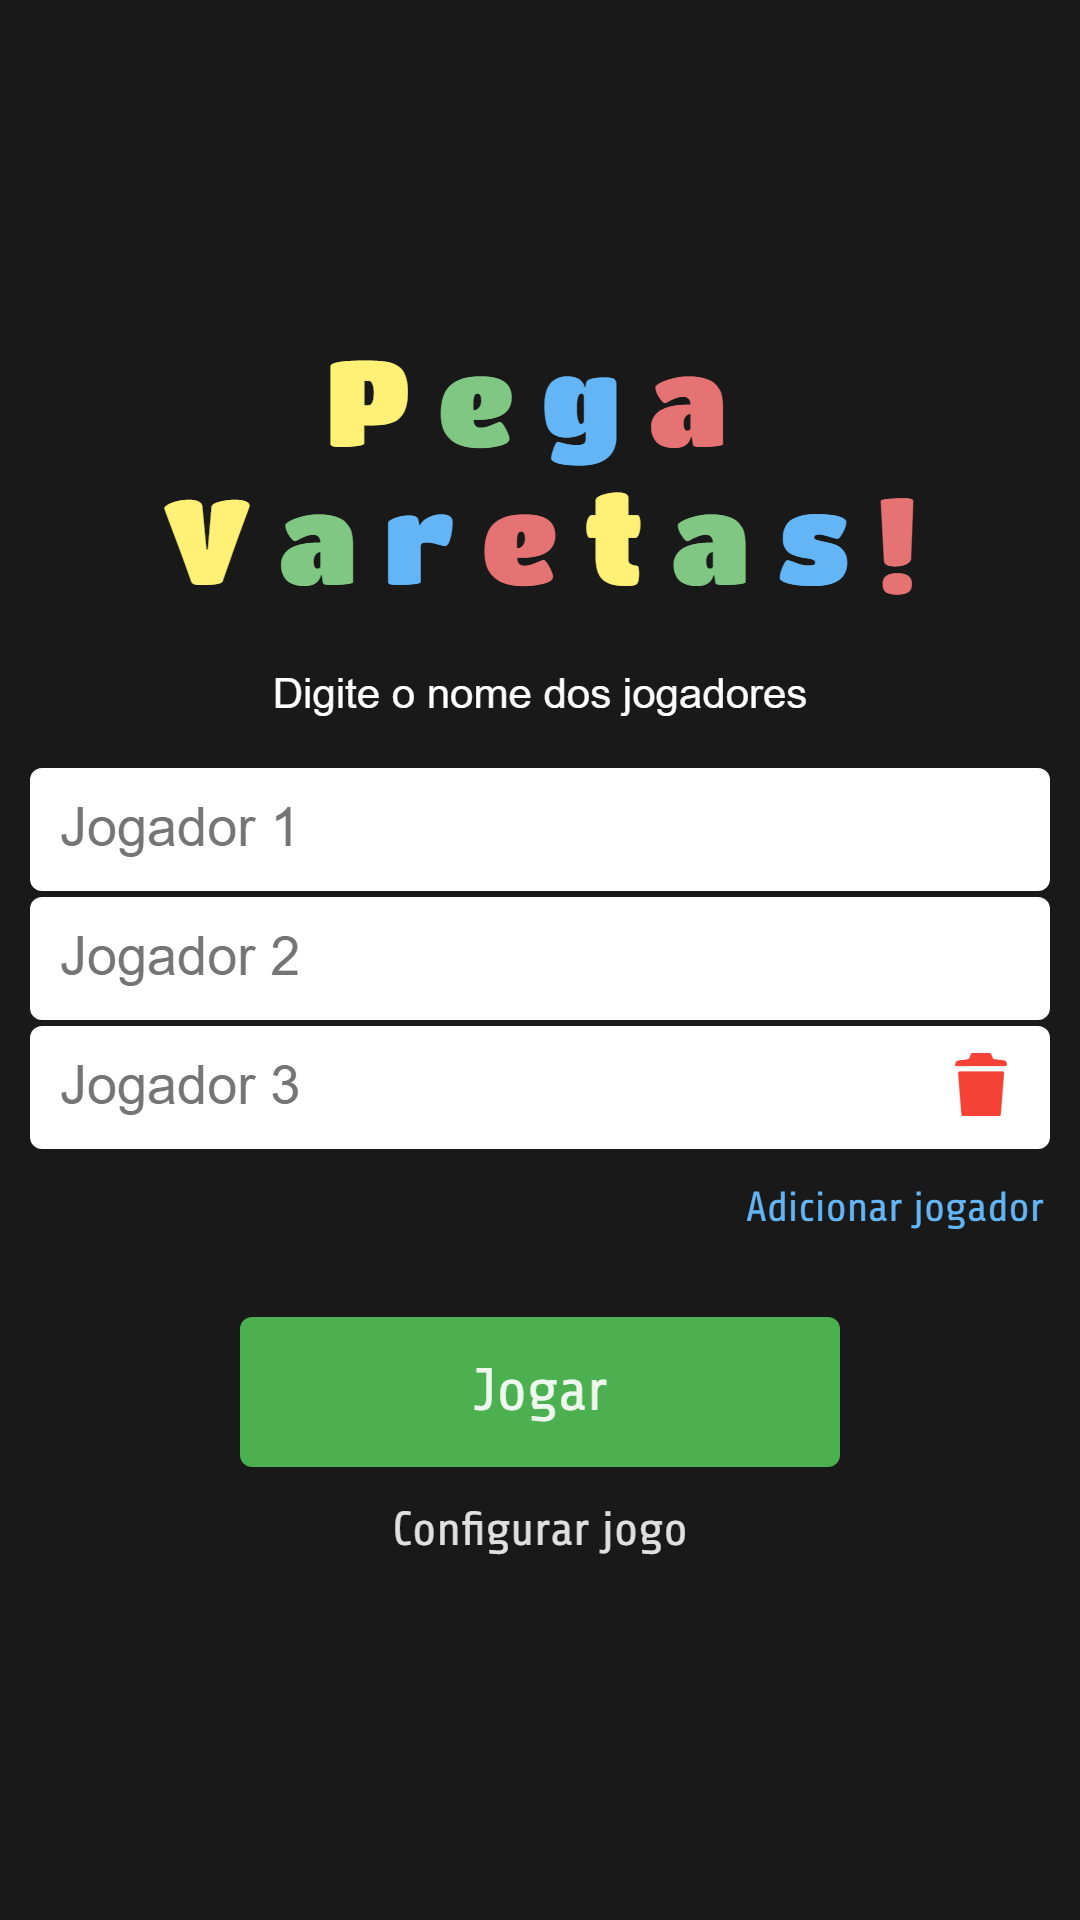 Pega
Varetas!
Digite o nome dos jogadores
Jogador 1
Jogador 2
Jogador 3
Adicionar jogador
Jogar
Configurar jogo